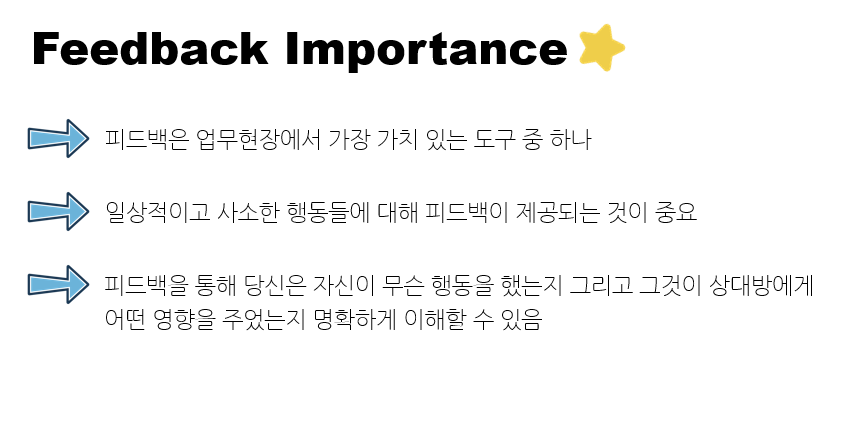 Feedback Importance
피드백은 업무현장에서 가장 가치 있는 도구 중 하나
일상적이고 사소한 행동들에 대해 피드백이 제공되는 것이 중요
피드백을 통해 당신은 자신이 무슨 행동을 했는지 그리고 그것이 상대방에게
어떤 영향을 주었는지 명확하게 이해할 수 있음